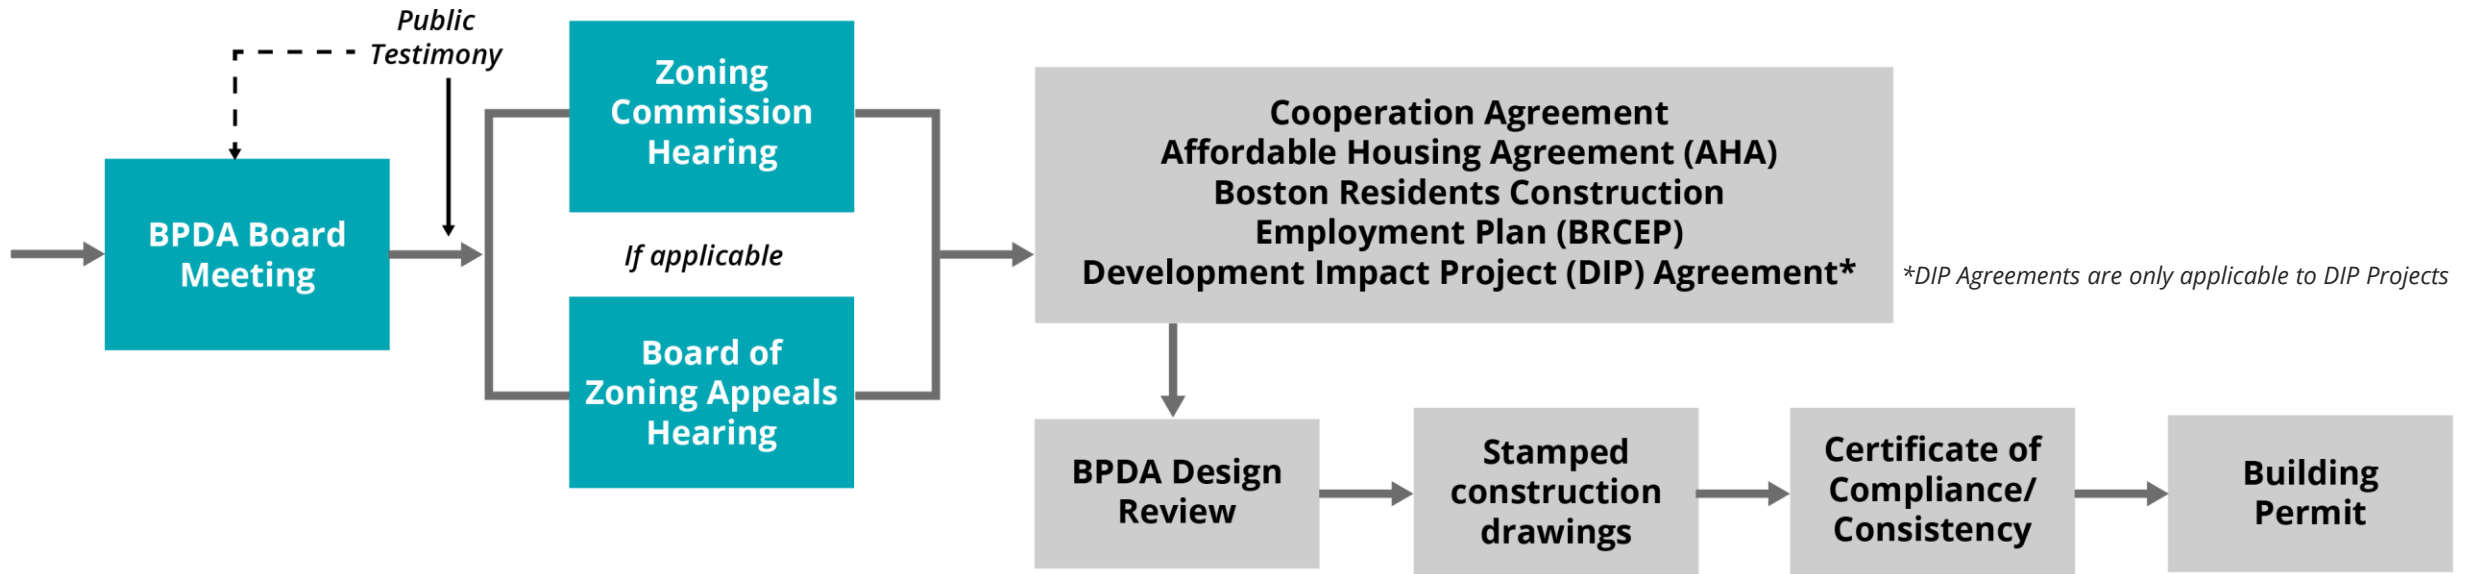 Public
Testimony
BPDA Board
Meeting
Zoning
Commission
Hearing
If applicable
Board of
Zoning Appeals
Hearing
Cooperation Agreement
Affordable Housing Agreement (AHA)
Boston Residents Construction
Employment Plan (BRCEP)
Development Impact Project (DIP) Agreement*
*DIP Agreements are only applicable to DIP Projects
BPDA Design
Review
Stamped
construction
drawings
Certificate of
Compliance/
Consistency
Building
Permit